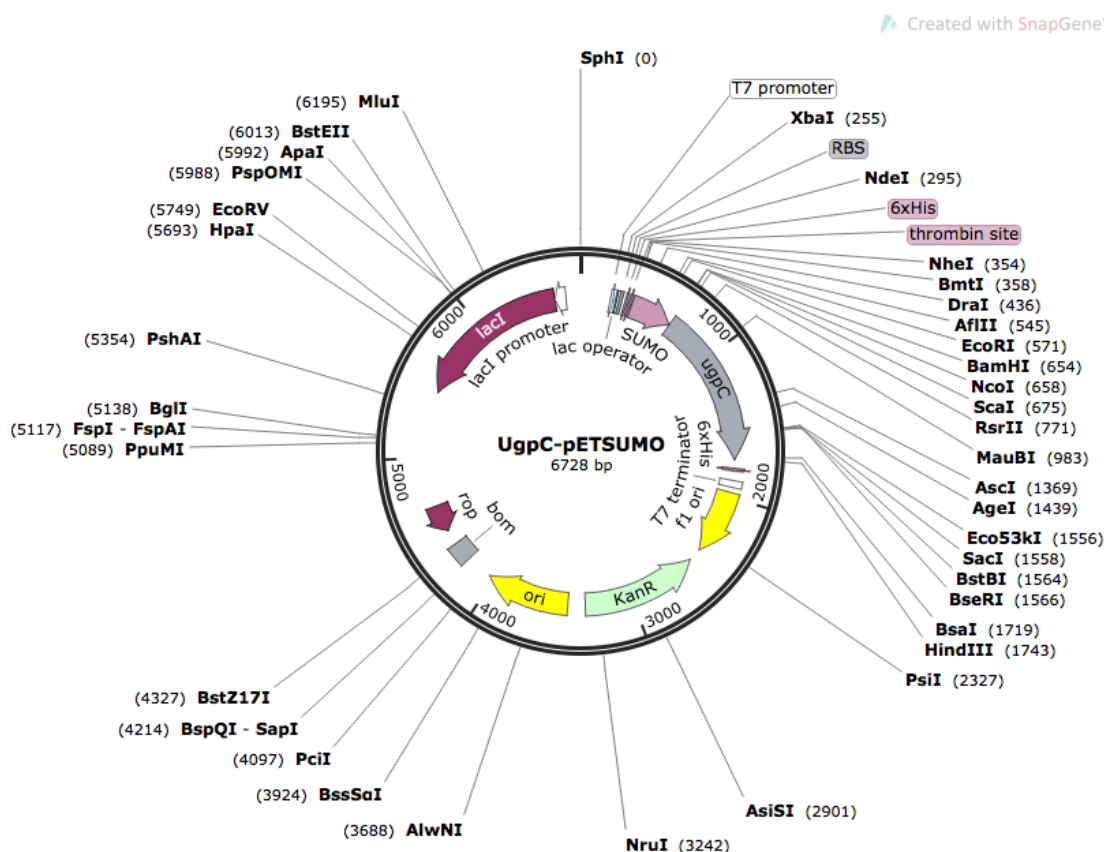 Created with SnapGene®
SphI (0)
T7 promoter
XbaI (255)
RBS
NdeI (295)
6xHis
thrombin site
NheI (354)
BmtI (358)
DraI (436)
AflII (545)
EcoRI (571)
BamHI (654)
NcoI (658)
ScaI (675)
RsrII (771)
MauBI (983)
AscI (1369)
AgeI (1439)
Eco53kI (1556)
SacI (1558)
BstBI (1564)
BseRI (1566)
BsaI (1719)
HindIII (1743)
PsiI (2327)
AsiSI (2901)
NruI (3242)
(3688) AlwNI
(3924) BssSαI
(4097) PciI
(4214) BspQI - SapI
(4327) BstZ17I
(5089) PpuMI
(5117) FspI - FspAI
(5138) BglI
(5354) PshAI
(5693) HpaI
(5749) EcoRV
(5988) PspOMI
(5992) ApaI
(6013) BstEII
(6195) MluI
1000
2000
3000
4000
5000
6000
lacI
lacI promoter
lac operator
SUMO
ugpC
6xHis
T7 terminator
f1 ori
KanR
ori
bom
rop
UgpC-pETSUMO
6728 bp